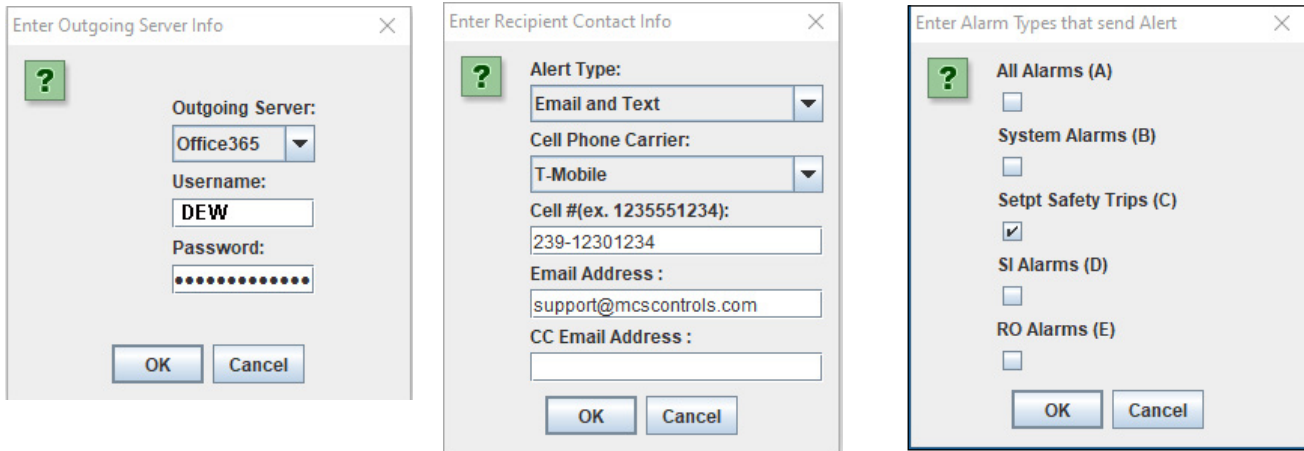 Enter Outgoing Server Info
?
Outgoing Server:
Office365
Username:
DEW
Password:
•••••••••••••
OK
Cancel
Enter Recipient Contact Info
?
Alert Type:
Email and Text
Cell Phone Carrier:
T-Mobile
Cell #(ex. 1235551234):
239-12301234
Email Address :
support@mcscontrols.com
CC Email Address :
OK
Cancel
Enter Alarm Types that send Alert
?
All Alarms (A)
System Alarms (B)
Setpt Safety Trips (C)
SI Alarms (D)
RO Alarms (E)
OK
Cancel